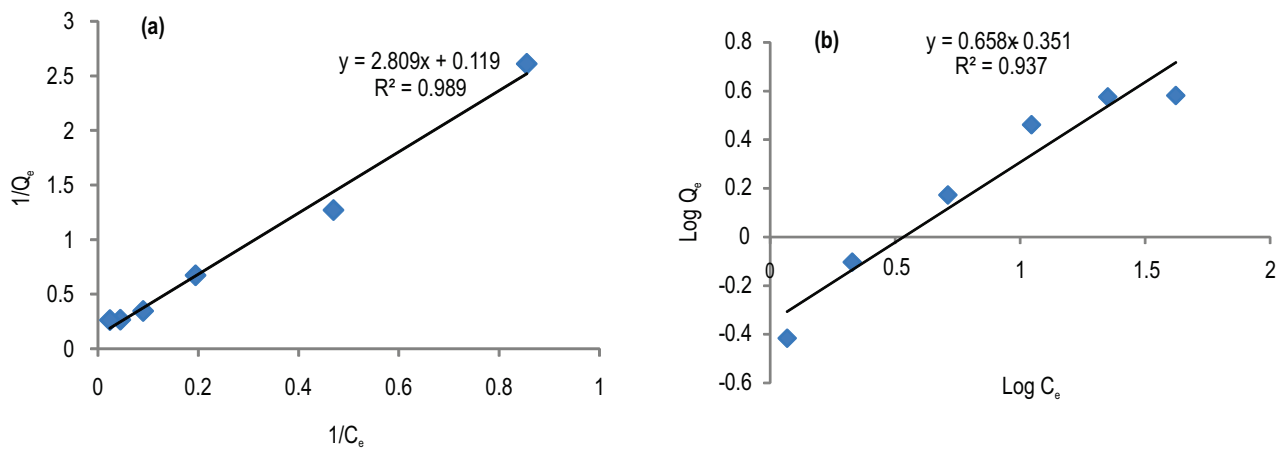 (a)
y = 2.809x + 0.119
R² = 0.989
3
2.5
2
1.5
1
0.5
0
1/Qₑ
0 0.2 0.4 0.6 0.8 1
1/Cₑ
(b)
y = 0.658x-0.351
R² = 0.937
0.8
0.6
0.4
0.2
0
-0.2
-0.4
-0.6
Log Qₑ
0 0.5 1 1.5 2
Log Cₑ